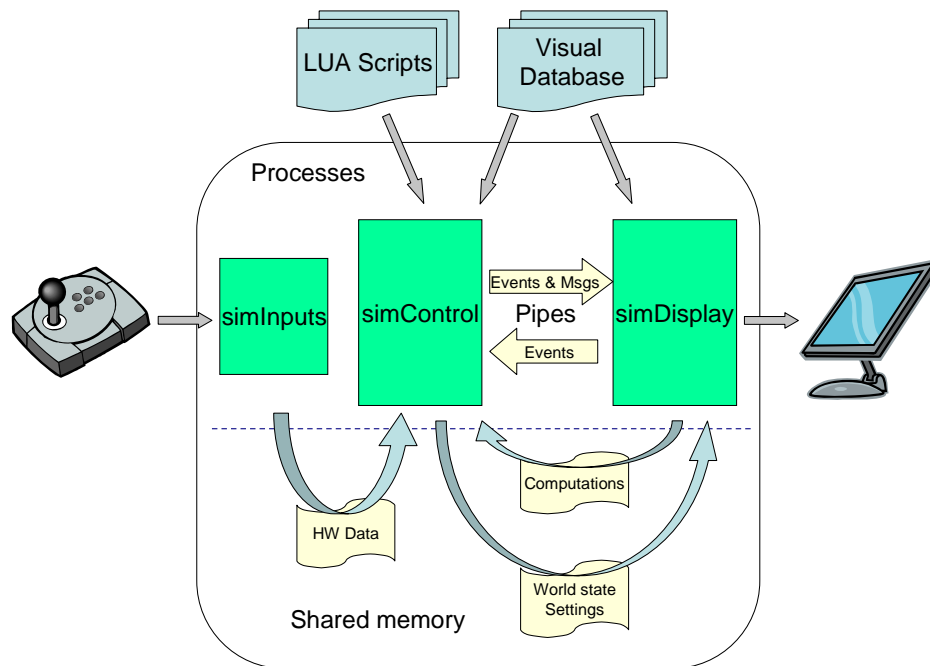 LUA Scripts
Visual
Database
Processes
simInputs
simControl
Events & Msgs
Pipes
Events
simDisplay
Computations
HW Data
World state
Settings
Shared memory